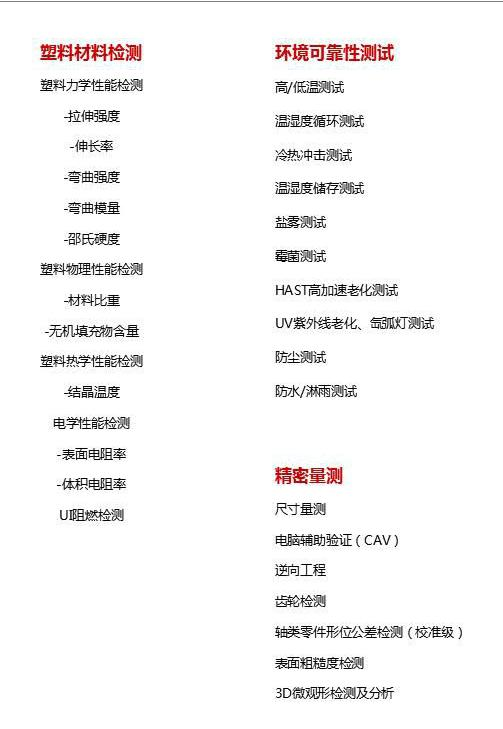 塑料材料检测
塑料力学性能检测
-拉伸强度
-伸长率
-弯曲强度
-弯曲模量
-邵氏硬度
塑料物理性能检测
-材料比重
-无机填充物含量
塑料热学性能检测
-结晶温度
电学性能检测
-表面电阻率
-体积电阻率
UI阻燃检测
环境可靠性测试
高/低温测试
温湿度循环测试
冷热冲击测试
温湿度储存测试
盐雾测试
霉菌测试
HAST高加速老化测试
UV紫外线老化、氙弧灯测试
防尘测试
防水/淋雨测试
精密量测
尺寸量测
电脑辅助验证（CAV）
逆向工程
齿轮检测
轴类零件形位公差检测（校准级）
表面粗糙度检测
3D微观形检测及分析